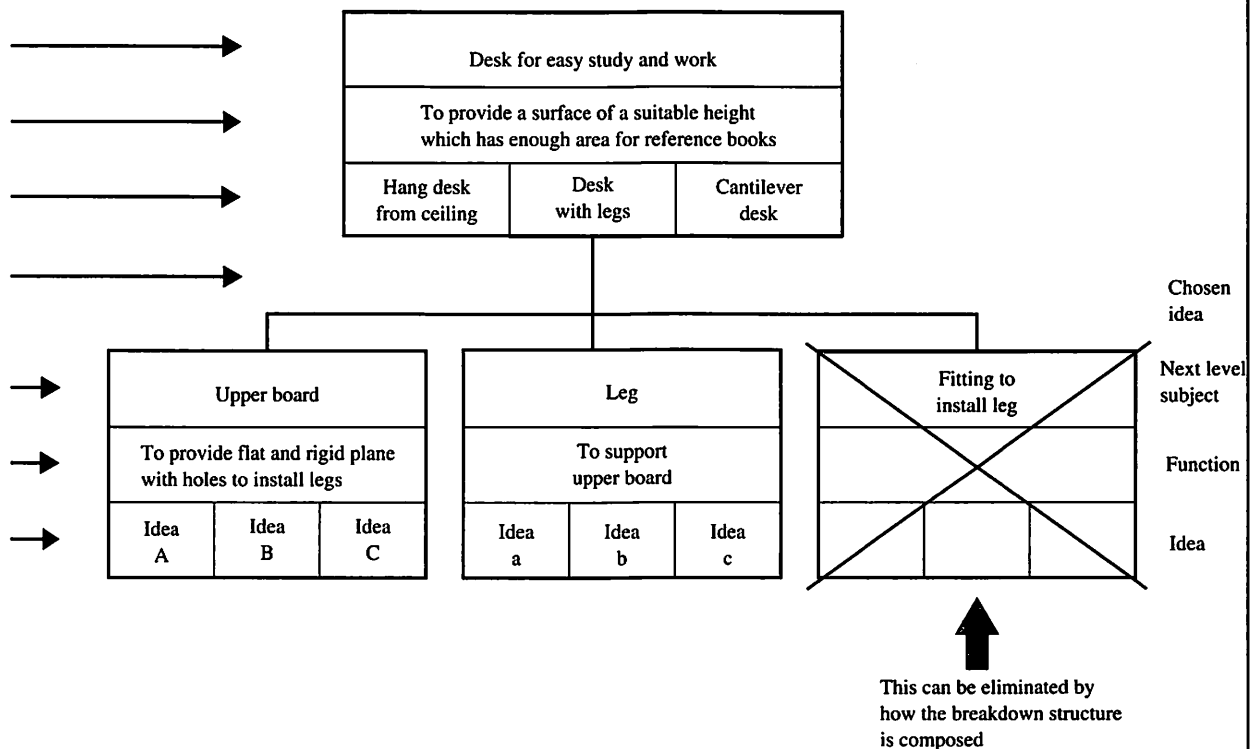 Desk for easy study and work
To provide a surface of a suitable height
which has enough area for reference books
Hang desk
from ceiling
Desk
with legs
Cantilever
desk
Chosen
idea
Upper board
Leg
Fitting to
install leg
Next level
subject
To provide flat and rigid plane
with holes to install legs
To support
upper board
Function
Idea
A
Idea
B
Idea
C
Idea
a
Idea
b
Idea
c
Idea
This can be eliminated by
how the breakdown structure
is composed